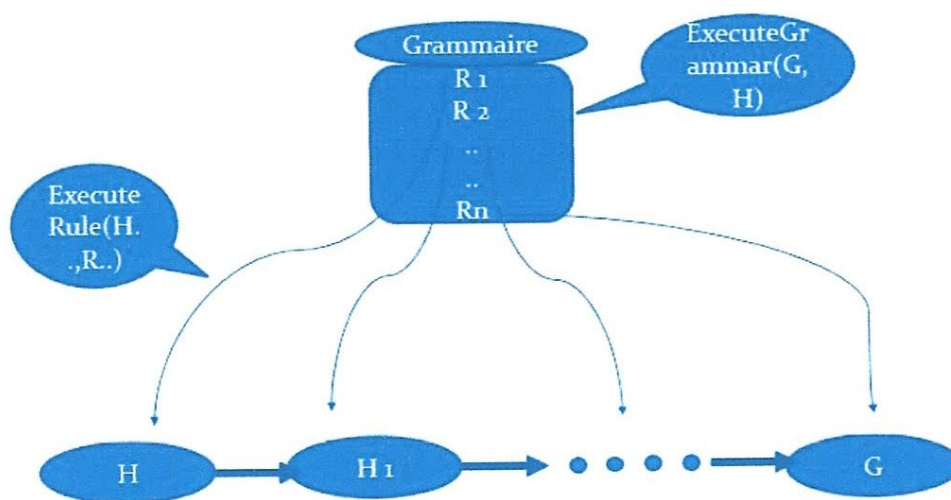 Grammaire
R 1
R 2
..
..
Rn
ExecuteGr
ammar(G,
H)
Execute
Rule(H.
.,R..)
H
H 1
G